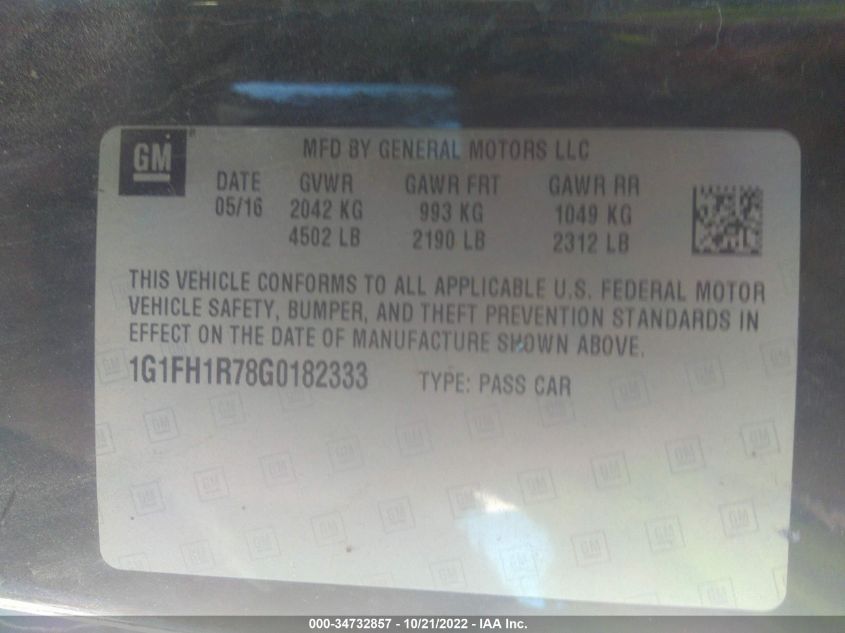 GM ®
MFD BY GENERAL MOTORS LLC
DATE GVWR GAWR FRT GAWR RR
05/16 2042 KG 993 KG 1049 KG
4502 LB 2190 LB 2312 LB
THIS VEHICLE CONFORMS TO ALL APPLICABLE U.S. FEDERAL MOTOR
VEHICLE SAFETY, BUMPER, AND THEFT PREVENTION STANDARDS IN
EFFECT ON THE DATE OF MANUFACTURE SHOWN ABOVE.
1G1FH1R78G0182333 TYPE: PASS CAR
000-34732857 - 10/21/2022 - IAA Inc.